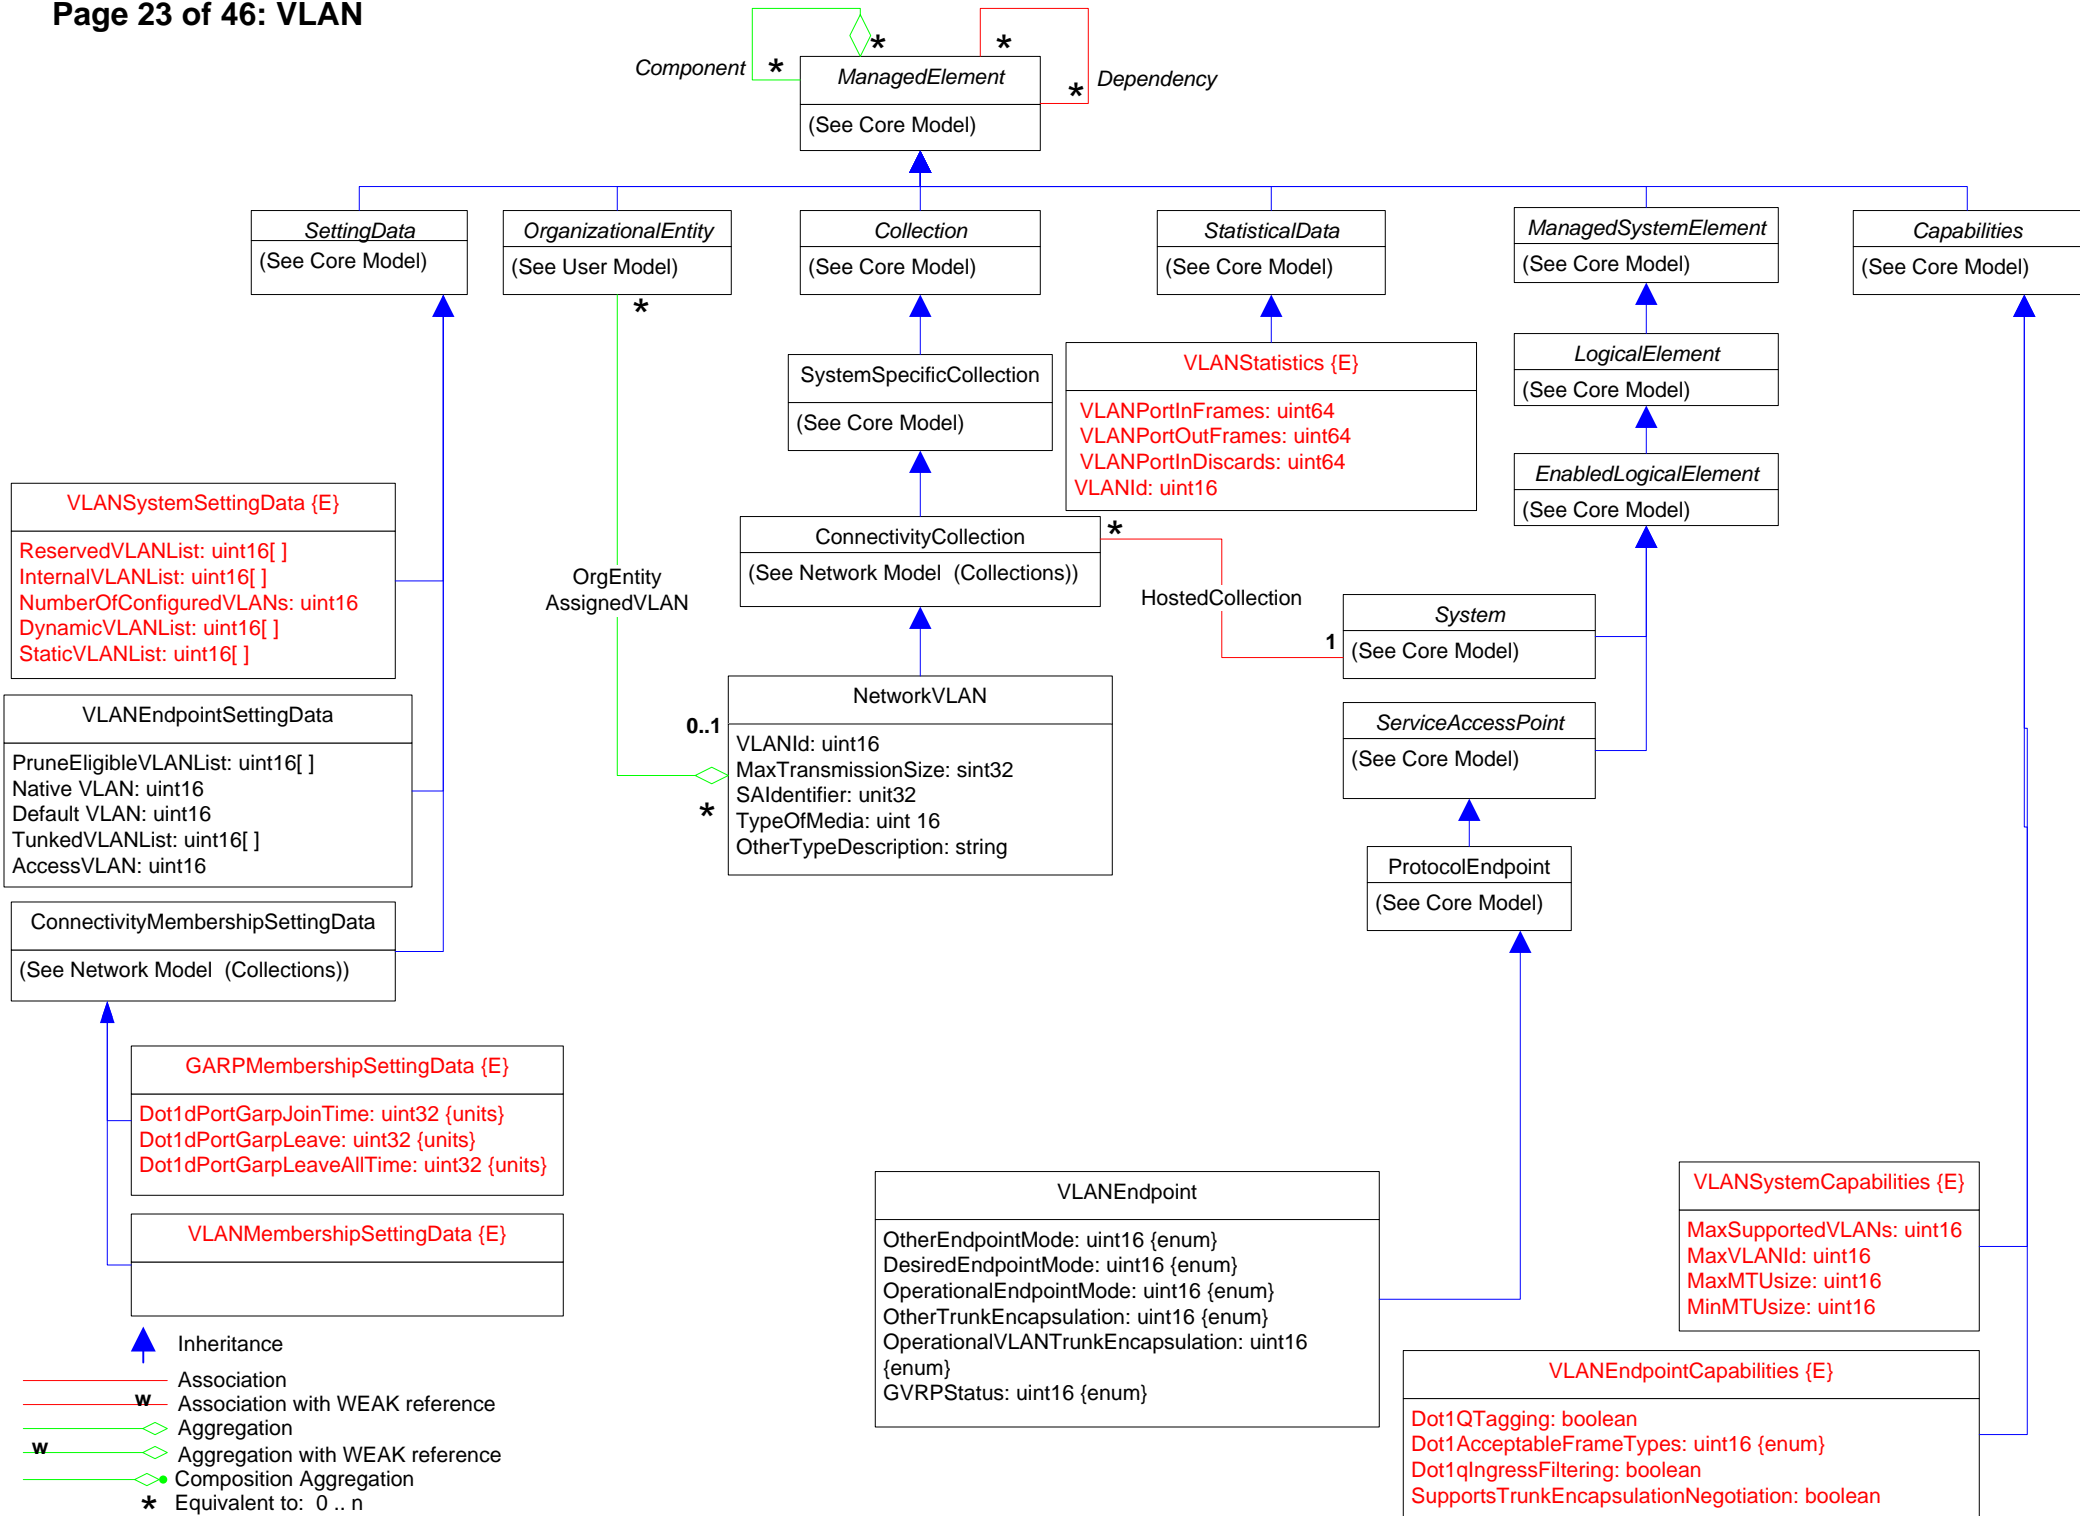 Page 23 of 46: VLAN
Component
*
*
*
*
Dependency
ManagedElement
(See Core Model)
SettingData
(See Core Model)
OrganizationalEntity
(See User Model)
*
Collection
(See Core Model)
StatisticalData
(See Core Model)
ManagedSystemElement
(See Core Model)
Capabilities
(See Core Model)
SystemSpecificCollection
(See Core Model)
VLANStatistics {E}
VLANPortInFrames: uint64
VLANPortOutFrames: uint64
VLANPortInDiscards: uint64
VLANId: uint16
LogicalElement
(See Core Model)
EnabledLogicalElement
(See Core Model)
VLANSystemSettingData {E}
ReservedVLANList: uint16[ ]
InternalVLANList: uint16[ ]
NumberOfConfiguredVLANs: uint16
DynamicVLANList: uint16[ ]
StaticVLANList: uint16[ ]
OrgEntity
AssignedVLAN
ConnectivityCollection
(See Network Model  (Collections))
*
HostedCollection
1
System
(See Core Model)
VLANEndpointSettingData
PruneEligibleVLANList: uint16[ ]
Native VLAN: uint16
Default VLAN: uint16
TunkedVLANList: uint16[ ]
AccessVLAN: uint16
0..1
*
NetworkVLAN
VLANId: uint16
MaxTransmissionSize: sint32
SAIdentifier: unit32
TypeOfMedia: uint 16
OtherTypeDescription: string
ServiceAccessPoint
(See Core Model)
ProtocolEndpoint
(See Core Model)
ConnectivityMembershipSettingData
(See Network Model  (Collections))
GARPMembershipSettingData {E}
Dot1dPortGarpJoinTime: uint32 {units}
Dot1dPortGarpLeave: uint32 {units}
Dot1dPortGarpLeaveAllTime: uint32 {units}
VLANMembershipSettingData {E}
VLANEndpoint
OtherEndpointMode: uint16 {enum}
DesiredEndpointMode: uint16 {enum}
OperationalEndpointMode: uint16 {enum}
OtherTrunkEncapsulation: uint16 {enum}
OperationalVLANTrunkEncapsulation: uint16
{enum}
GVRPStatus: uint16 {enum}
VLANSystemCapabilities {E}
MaxSupportedVLANs: uint16
MaxVLANId: uint16
MaxMTUsize: uint16
MinMTUsize: uint16
VLANEndpointCapabilities {E}
Dot1QTagging: boolean
Dot1AcceptableFrameTypes: uint16 {enum}
Dot1qIngressFiltering: boolean
SupportsTrunkEncapsulationNegotiation: boolean
Inheritance
Association
w Association with WEAK reference
Aggregation
w Aggregation with WEAK reference
Composition Aggregation
* Equivalent to:  0 .. n